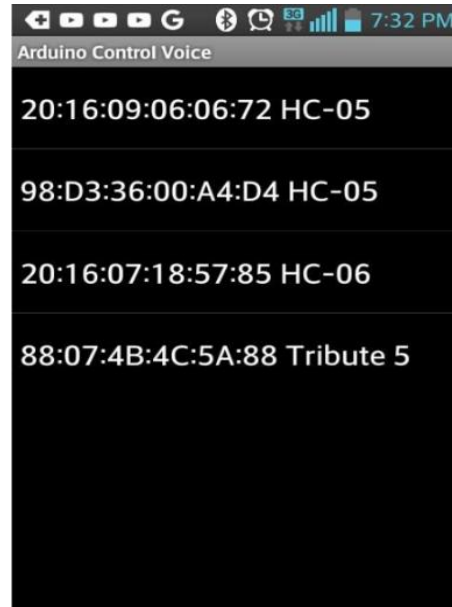 G 3G 7:32 PM
Arduino Control Voice
20:16:09:06:06:72 HC-05
98:D3:36:00:A4:D4 HC-05
20:16:07:18:57:85 HC-06
88:07:4B:4C:5A:88 Tribute 5